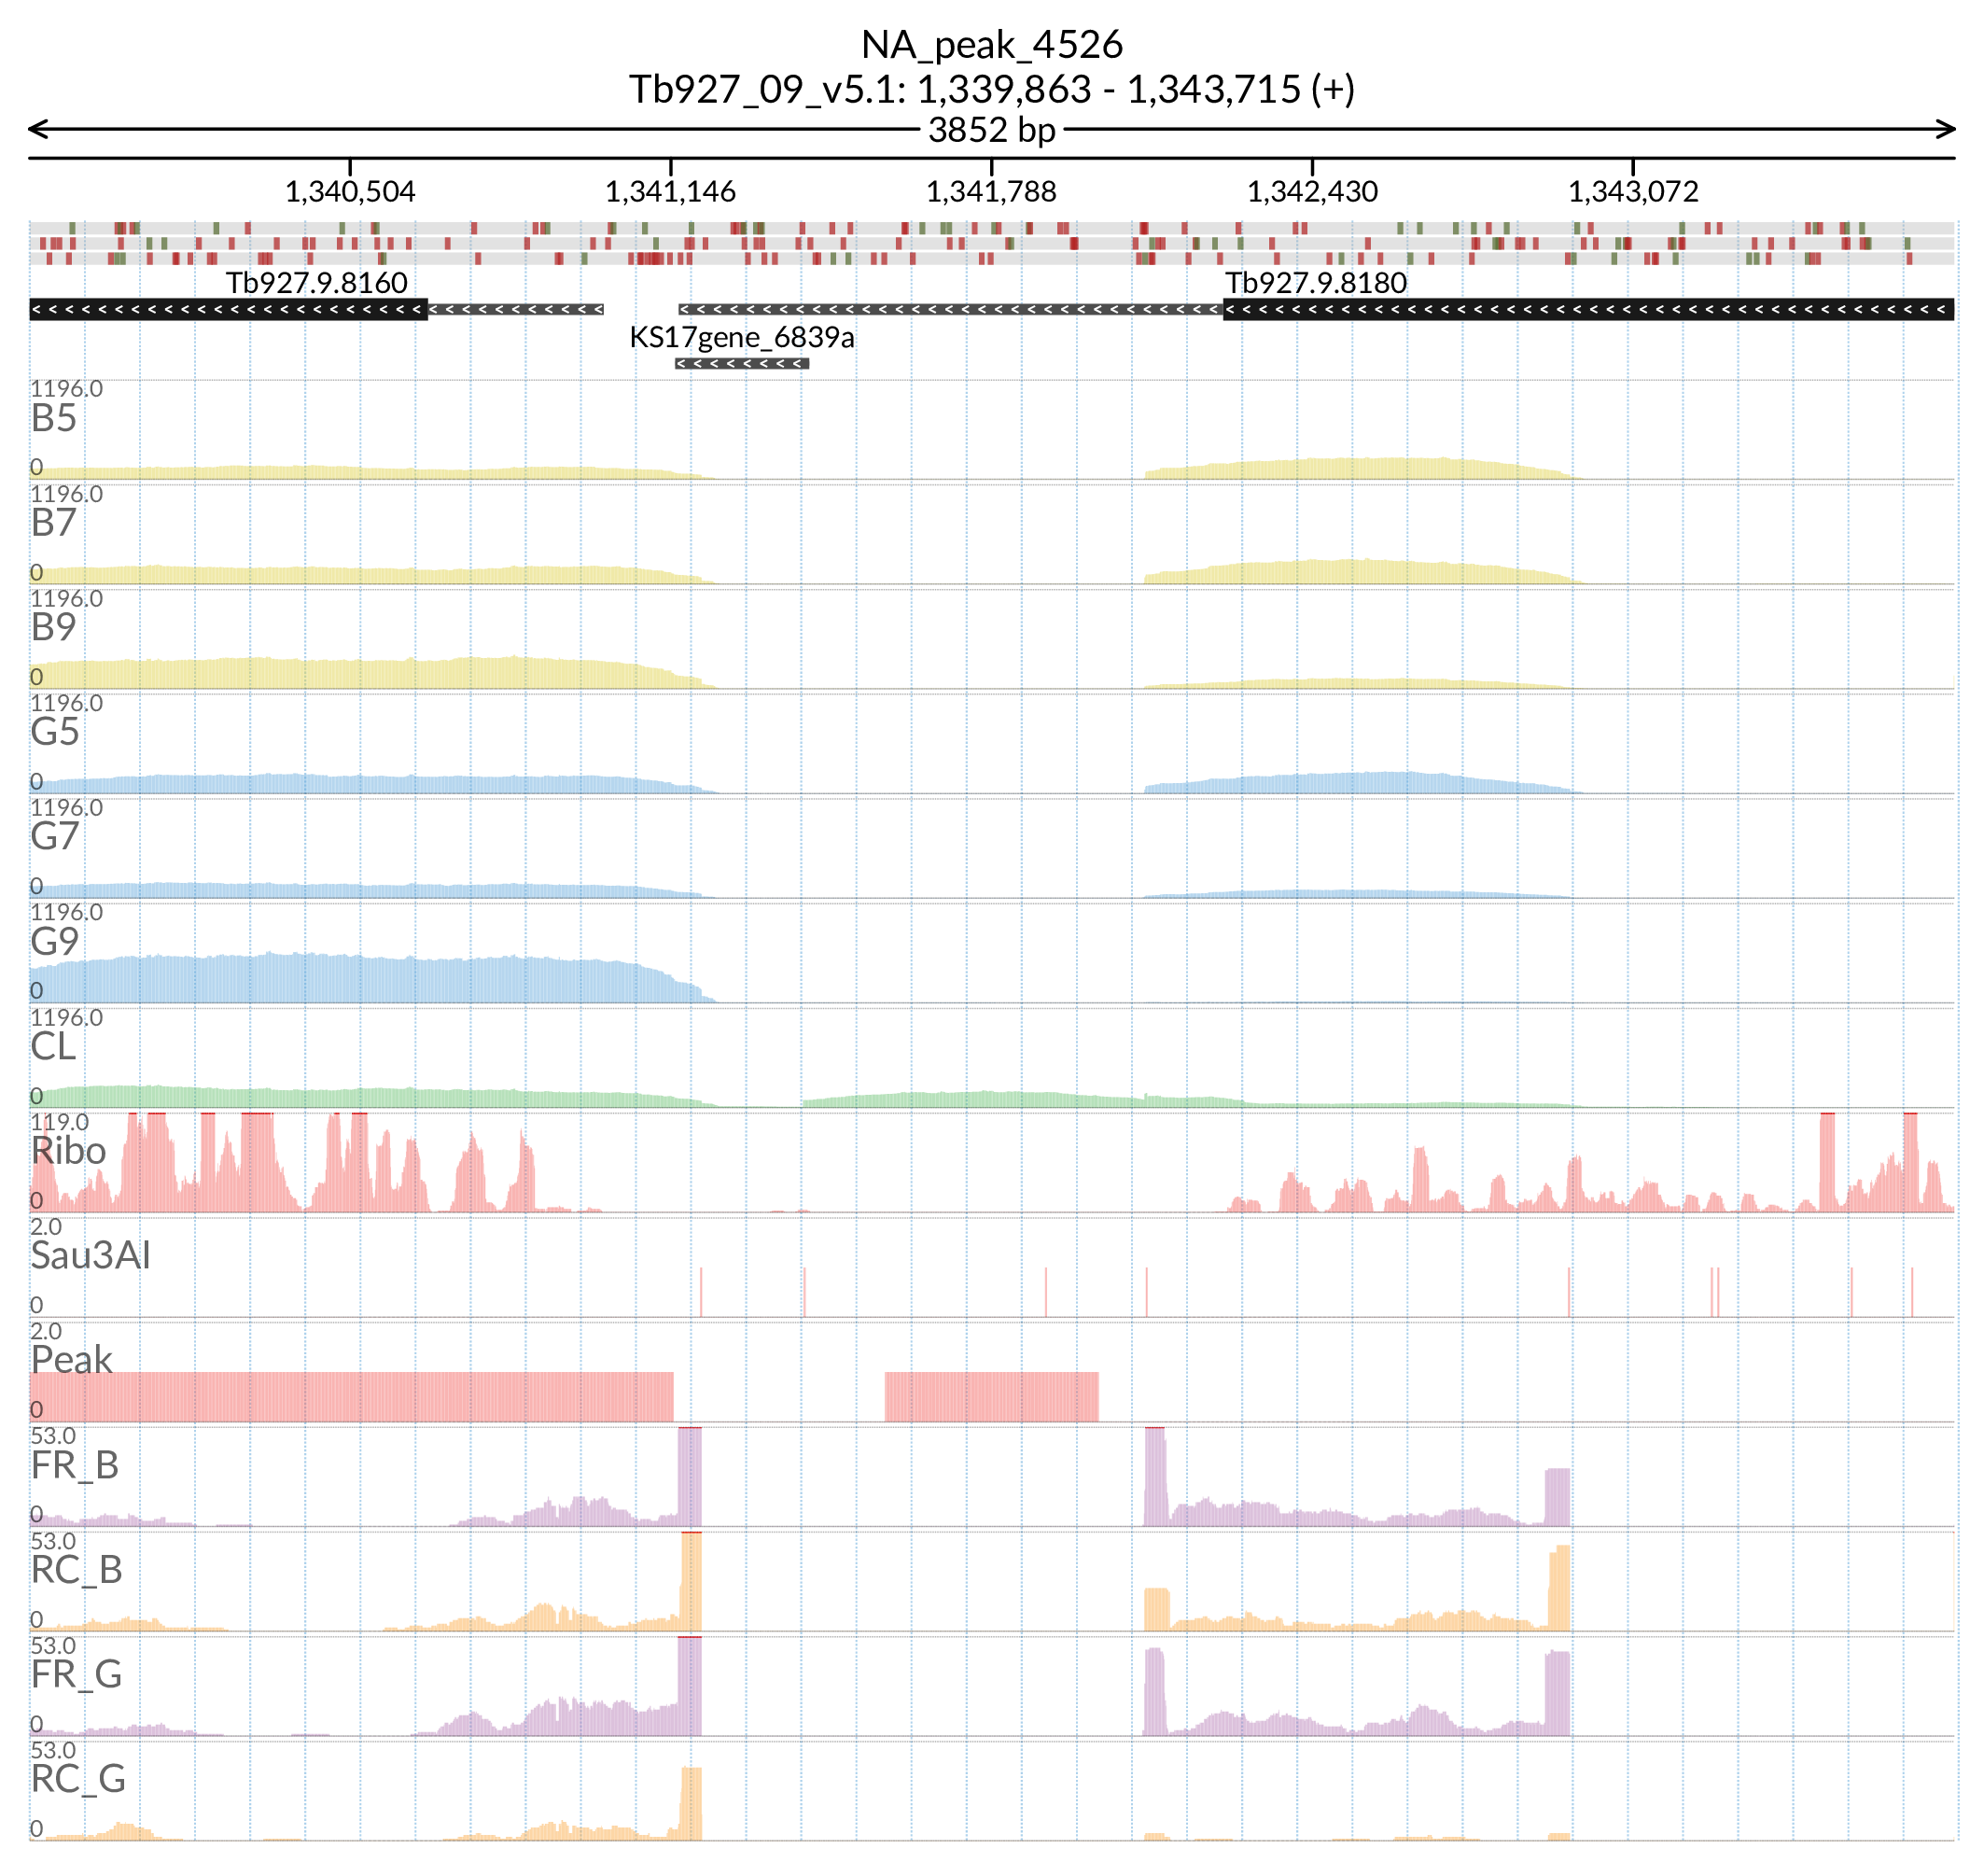 NA_peak_4526
Tb927_09_v5.1: 1,339,863 - 1,343,715 (+)
3852 bp
1,340,504 1,341,146 1,341,788 1,342,430 1,343,072
Tb927.9.8160 Tb927.9.8180
KS17gene_6839a
1196.0
B5
0
1196.0
B7
0
1196.0
B9
0
1196.0
G5
0
1196.0
G7
0
1196.0
G9
0
1196.0
CL
0
119.0
Ribo
0
2.0
Sau3AI
0
2.0
Peak
0
53.0
FR_B
0
53.0
RC_B
0
53.0
FR_G
0
53.0
RC_G
0